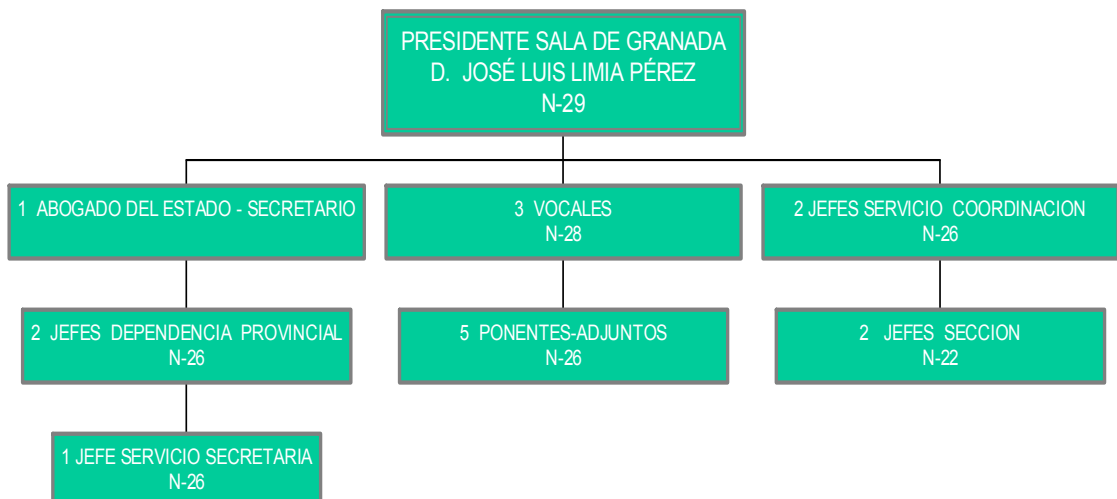 PRESIDENTE SALA DE GRANADA
D. JOSÉ LUIS LIMIA PÉREZ
N-29
1 ABOGADO DEL ESTADO - SECRETARIO
3 VOCALES
N-28
2 JEFES SERVICIO COORDINACION
N-26
2 JEFES DEPENDENCIA PROVINCIAL
N-26
5 PONENTES-ADJUNTOS
N-26
2 JEFES SECCION
N-22
1 JEFE SERVICIO SECRETARIA
N-26